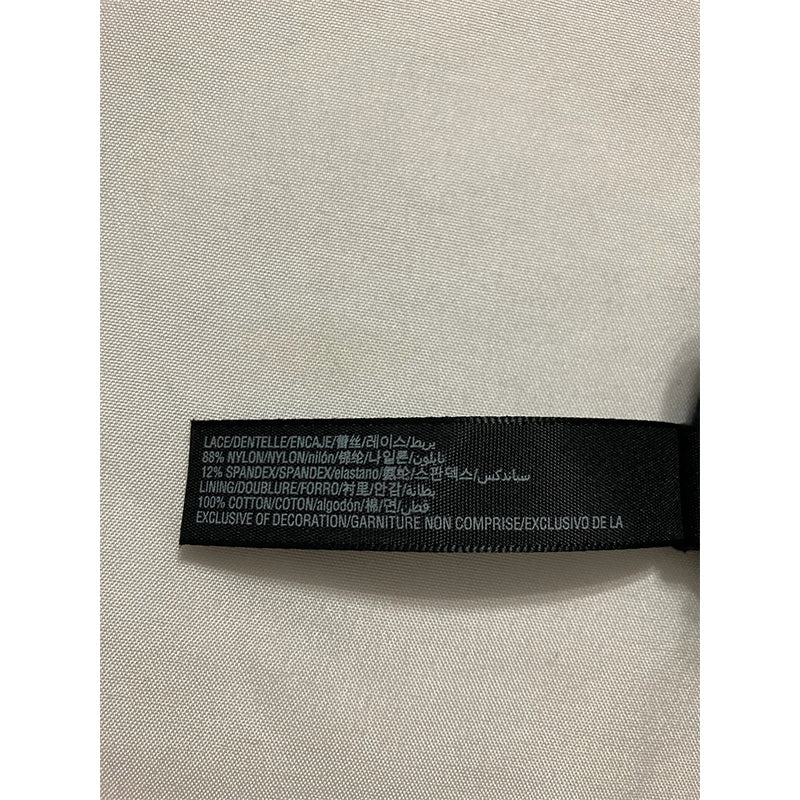 LACE/DENTELLE/ENCAJE/蕾丝/레이스/يربط
88% NYLON/NYLON/nilón/锦纶/나일론/نايلون
12% SPANDEX/SPANDEX/elastano/氨纶/스판덱스/سباندكس
LINING/DOUBLURE/FORRO/衬里/안감/بطانة
100% COTTON/COTON/algodón/棉/면/قطن
EXCLUSIVE OF DECORATION/GARNITURE NON COMPRISE/EXCLUSIVO DE LA